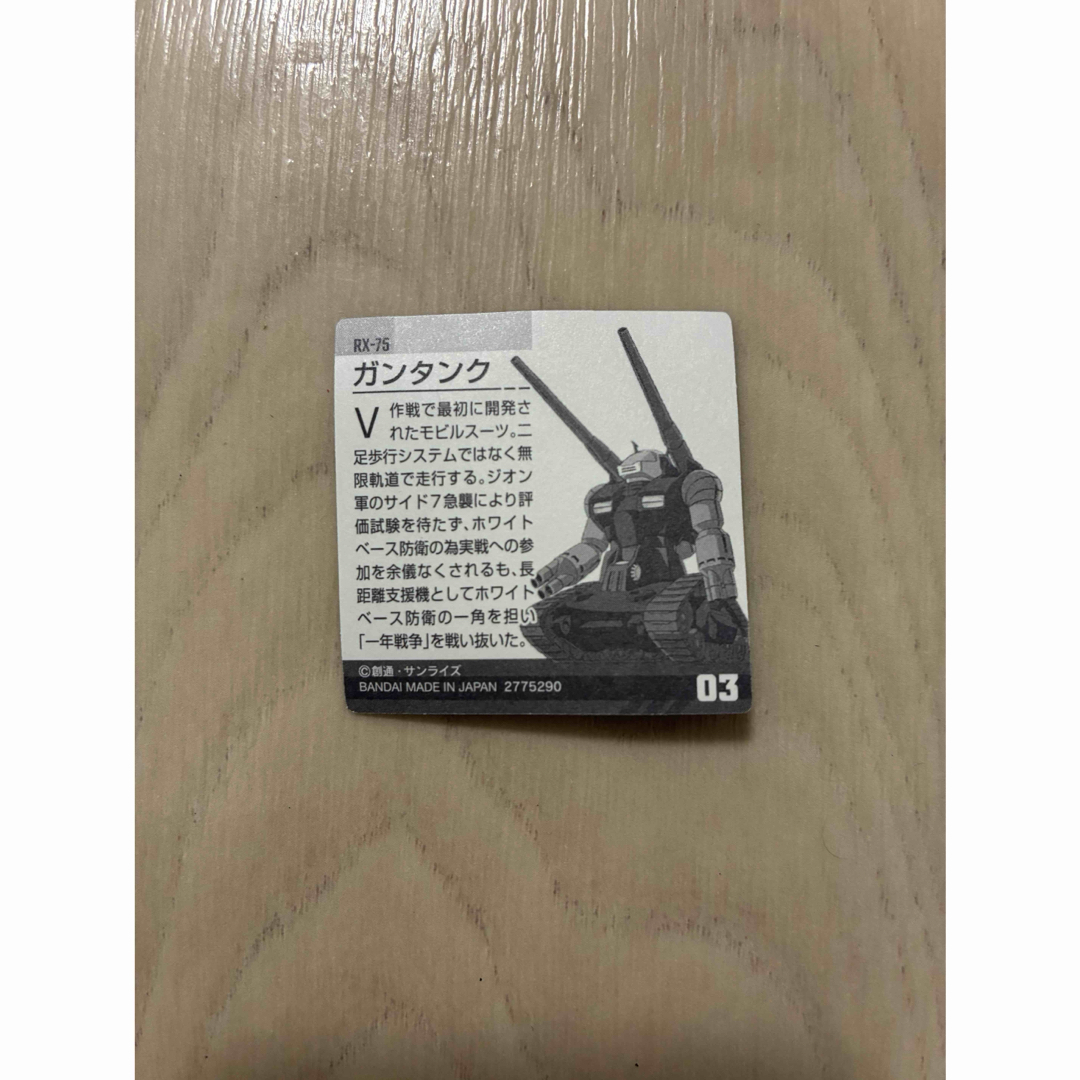 RX-75
ガンタンク
V作戦で最初に開発さ
れたモビルスーツ。二
足歩行システムではなく無
限軌道で走行する。ジオン
軍のサイド7急襲により評
価試験を待たず、ホワイト
ベース防衛の為実戦への参
加を余儀なくされるも、長
距離支援機としてホワイト
ベース防衛の一角を担い
「一年戦争」を戦い抜いた。
©創通・サンライズ
BANDAI MADE IN JAPAN 2775290
03